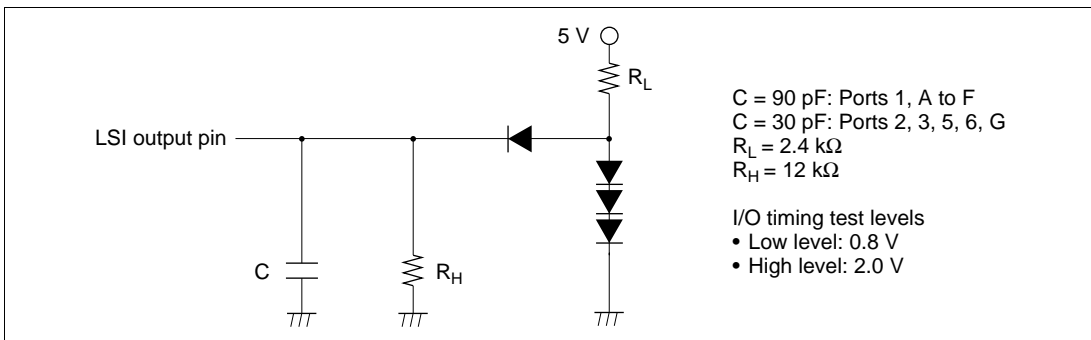 5 V
R_L
LSI output pin
C
R_H
C = 90 pF: Ports 1, A to F
C = 30 pF: Ports 2, 3, 5, 6, G
R_L = 2.4 kΩ
R_H = 12 kΩ
I/O timing test levels
• Low level: 0.8 V
• High level: 2.0 V